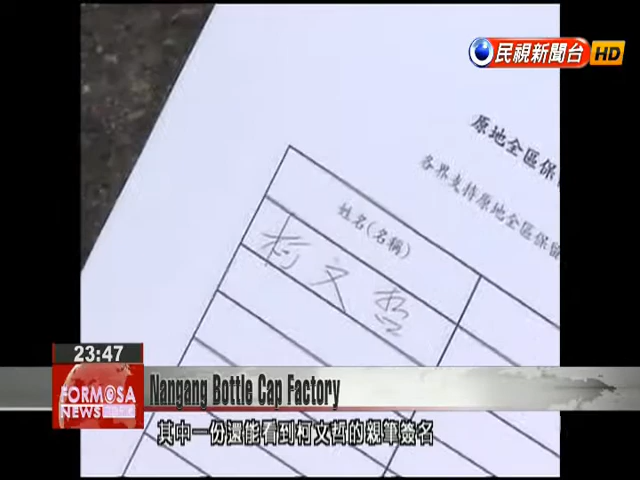 民視新聞台 HD
原地全區保
各界支持原地全區保留
姓名(名稱)
柯文哲
23:47
FORMOSA
NEWS
Nangang Bottle Cap Factory
其中一份還能看到柯文哲的親筆簽名